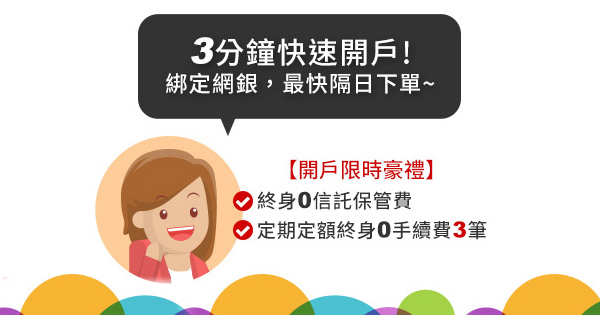 3分鐘快速開戶!
綁定網銀，最快隔日下單~
【開戶限時豪禮】
終身0信託保管費
定期定額終身0手續費3筆